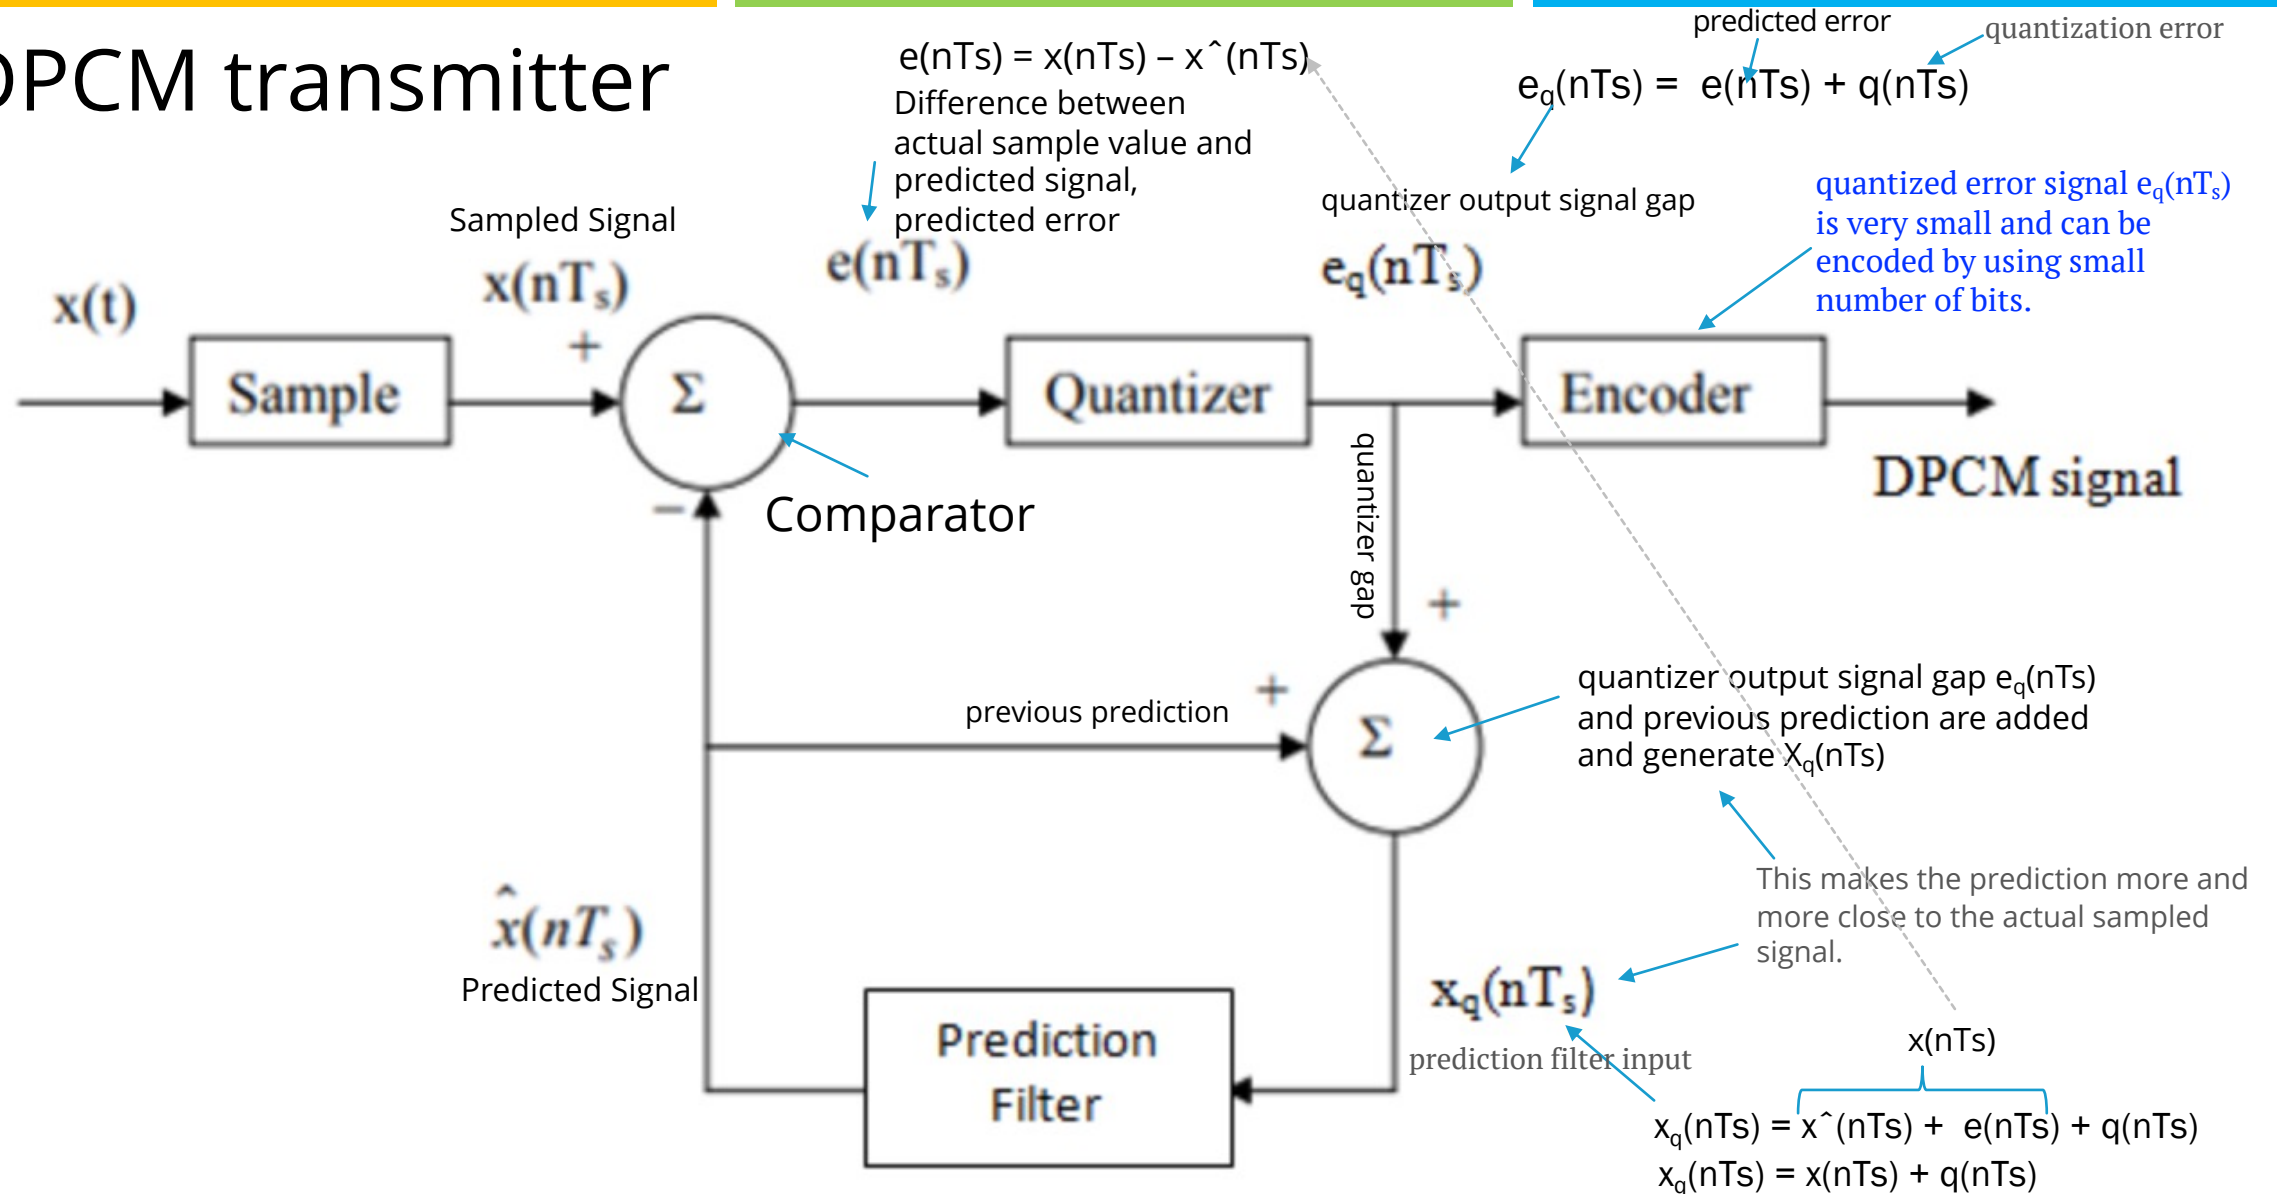 DPCM transmitter
e(nTs) = x(nTs) – xˆ(nTs)
Difference between
actual sample value and
predicted signal,
predicted error
predicted error
quantization error
eq(nTs) = e(nTs) + q(nTs)
quantizer output signal gap
quantized error signal eq(nTs)
is very small and can be
encoded by using small
number of bits.
Sampled Signal
x(t)
x(nTs)
e(nTs)
eq(nTs)
+
Sample
Σ
Quantizer
Encoder
DPCM signal
−
Comparator
quantizer gap
+
+
previous prediction
Σ
quantizer output signal gap eq(nTs)
and previous prediction are added
and generate Xq(nTs)
This makes the prediction more and
more close to the actual sampled
signal.
x̂(nTs)
Predicted Signal
xq(nTs)
prediction filter input
Prediction
Filter
x(nTs)
xq(nTs) = xˆ(nTs) + e(nTs) + q(nTs)
xq(nTs) = x(nTs) + q(nTs)